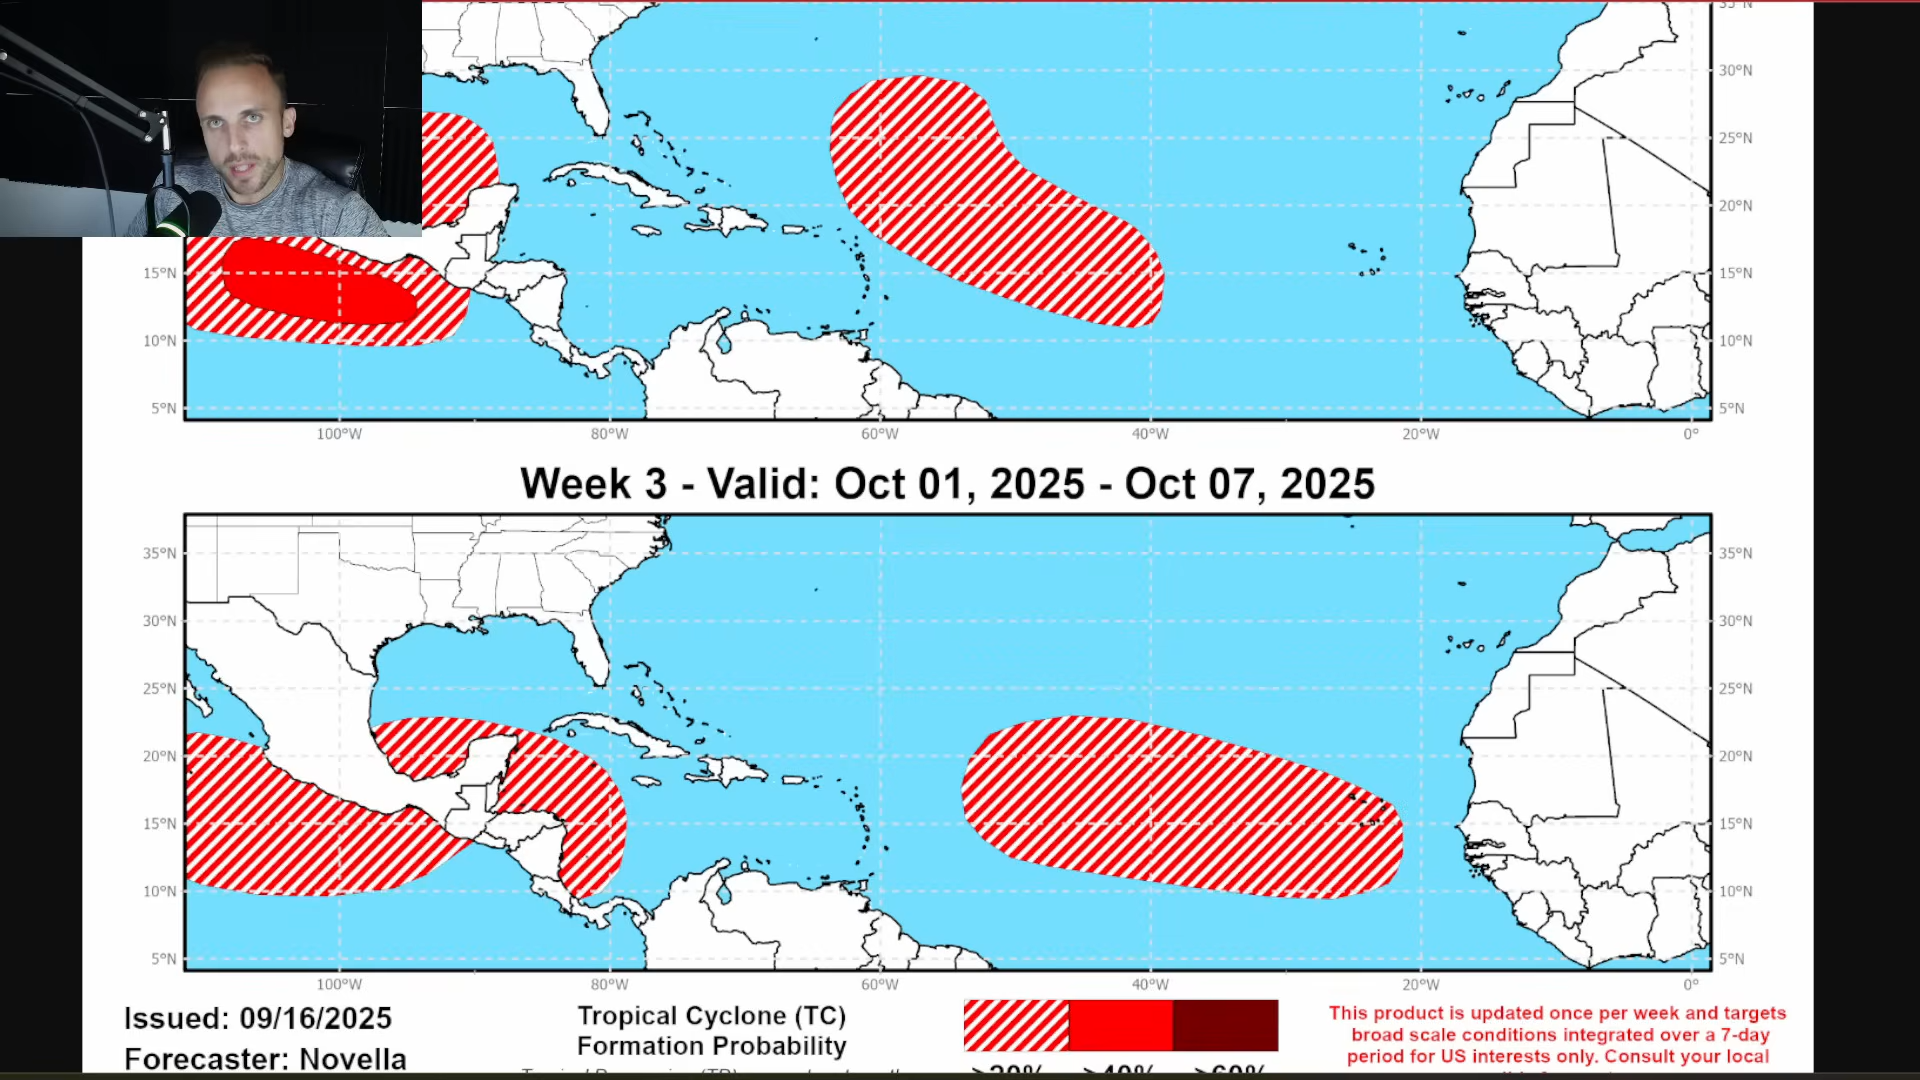 35°N
30°N
25°N
20°N
15°N 15°N
10°N 10°N
5°N 5°N
100°W 80°W 60°W 40°W 20°W 0°
Week 3 - Valid: Oct 01, 2025 - Oct 07, 2025
35°N 35°N
30°N 30°N
25°N 25°N
20°N 20°N
15°N 15°N
10°N 10°N
5°N 5°N
100°W 80°W 60°W 40°W 20°W 0°
Issued: 09/16/2025
Forecaster: Novella
Tropical Cyclone (TC)
Formation Probability
>20% >40% >60%
This product is updated once per week and targets
broad scale conditions integrated over a 7-day
period for US interests only. Consult your local